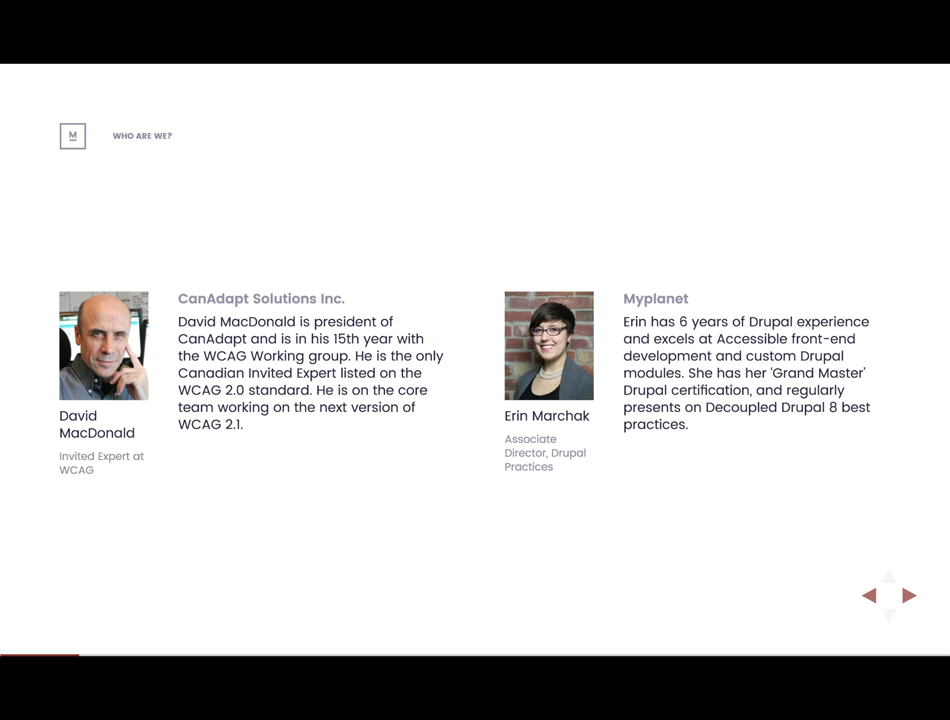 M
WHO ARE WE?
CanAdapt Solutions Inc.
David MacDonald is president of
CanAdapt and is in his 15th year with
the WCAG Working group. He is the only
Canadian Invited Expert listed on the
WCAG 2.0 standard. He is on the core
team working on the next version of
WCAG 2.1.
David
MacDonald
Invited Expert at
WCAG
Myplanet
Erin has 6 years of Drupal experience
and excels at Accessible front-end
development and custom Drupal
modules. She has her ‘Grand Master’
Drupal certification, and regularly
presents on Decoupled Drupal 8 best
practices.
Erin Marchak
Associate
Director, Drupal
Practices